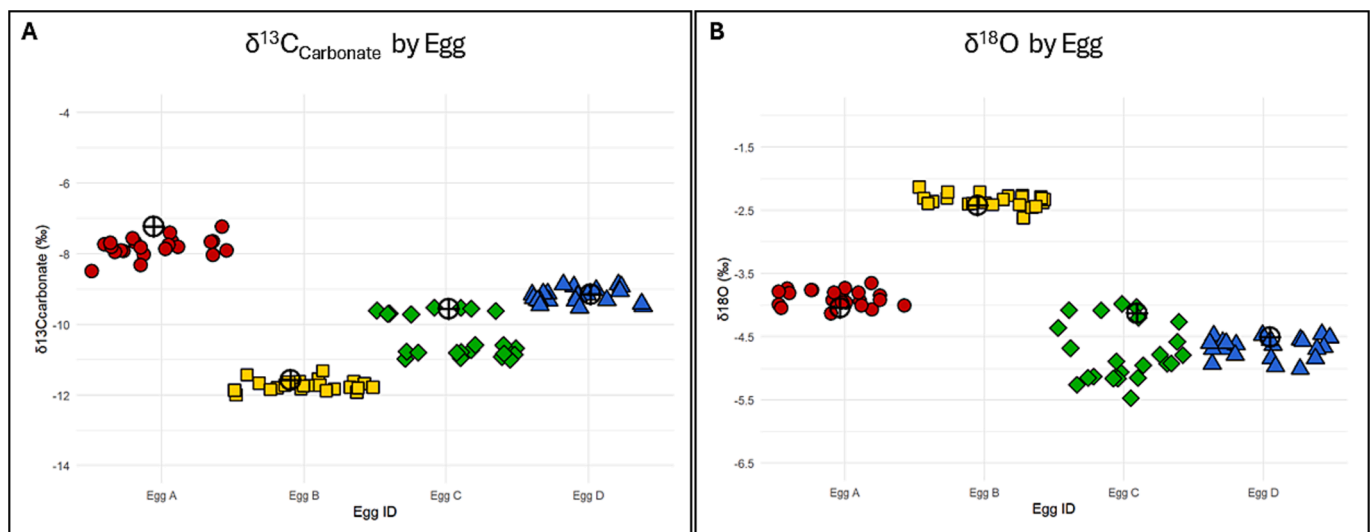 A
δ¹³C_Carbonate by Egg
δ13Ccarbonate (‰)
-4
-6
-8
-10
-12
-14
Egg A
Egg B
Egg C
Egg D
Egg ID
B
δ¹⁸O by Egg
δ18O (‰)
-1.5
-2.5
-3.5
-4.5
-5.5
-6.5
Egg A
Egg B
Egg C
Egg D
Egg ID